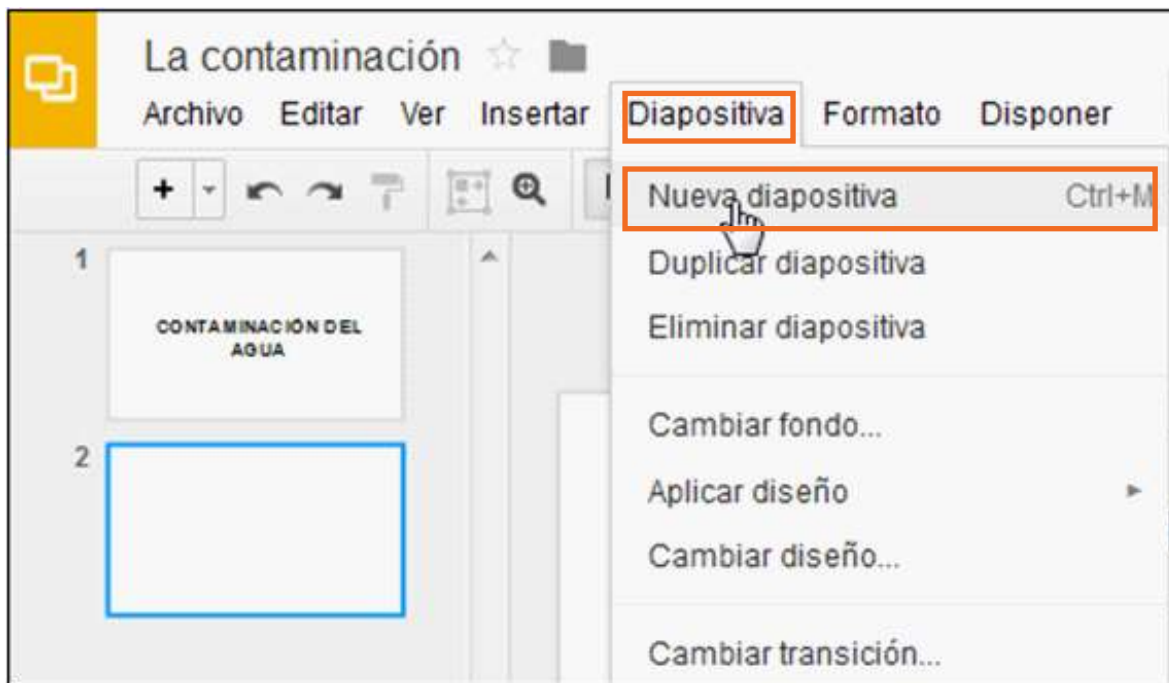 La contaminación
Archivo Editar Ver Insertar Diapositiva Formato Disponer
Nueva diapositiva Ctrl+M
Duplicar diapositiva
Eliminar diapositiva
Cambiar fondo...
Aplicar diseño
Cambiar diseño...
Cambiar transición...
1
CONTAMINACIÓN DEL
AGUA
2